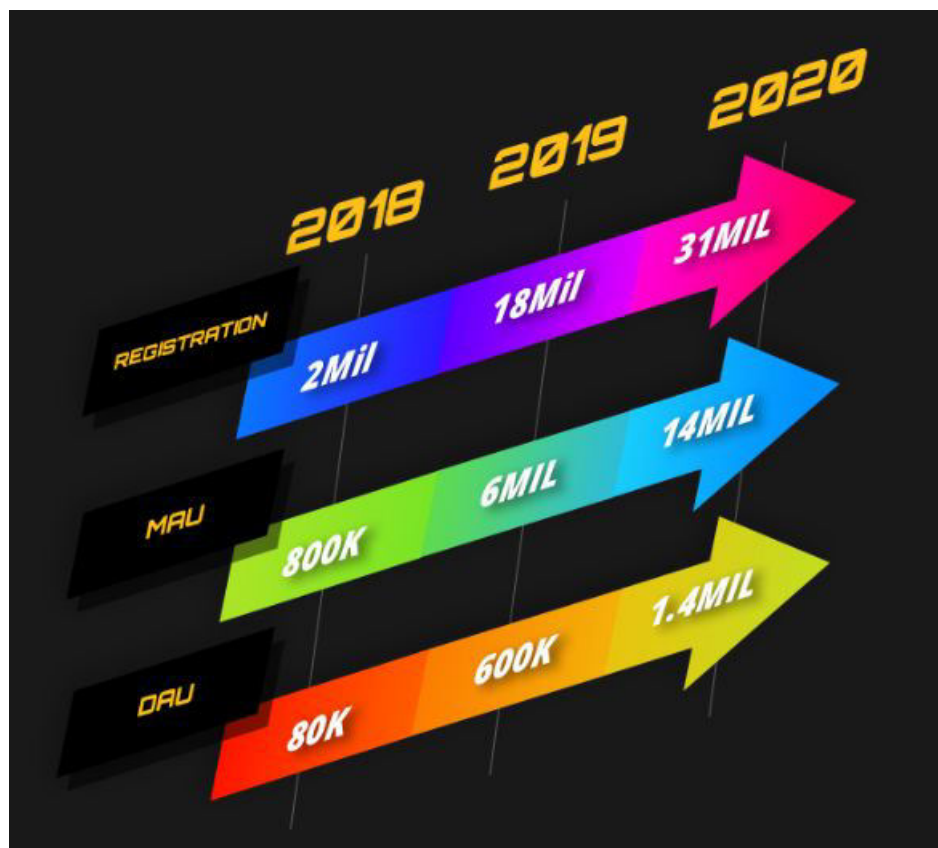 2018 2019 2020
REGISTRATION 2Mil 18Mil 31MIL
MAU 800K 6MIL 14MIL
DAU 80K 600K 1.4MIL